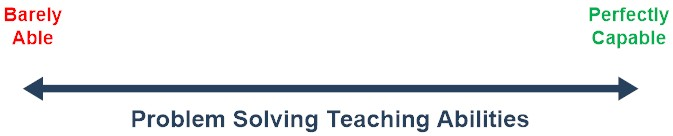 Barely
Able
Perfectly
Capable
Problem Solving Teaching Abilities